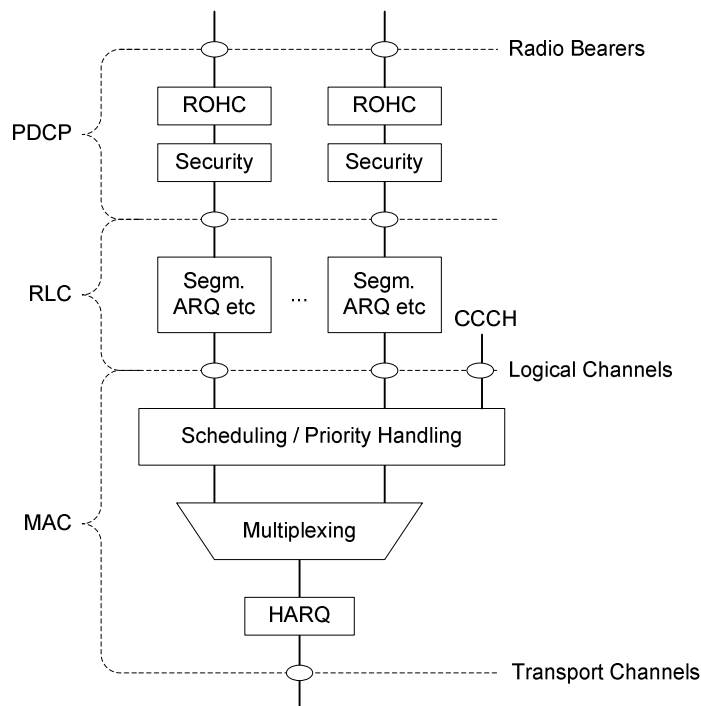 Radio Bearers
ROHC
ROHC
PDCP
Security
Security
Segm.
ARQ etc
...
Segm.
ARQ etc
RLC
CCCH
Logical Channels
Scheduling / Priority Handling
MAC
Multiplexing
HARQ
Transport Channels